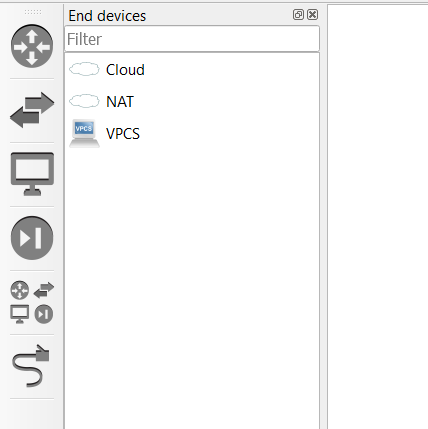 End devices
Filter
Cloud
NAT
VPCS
VPCS